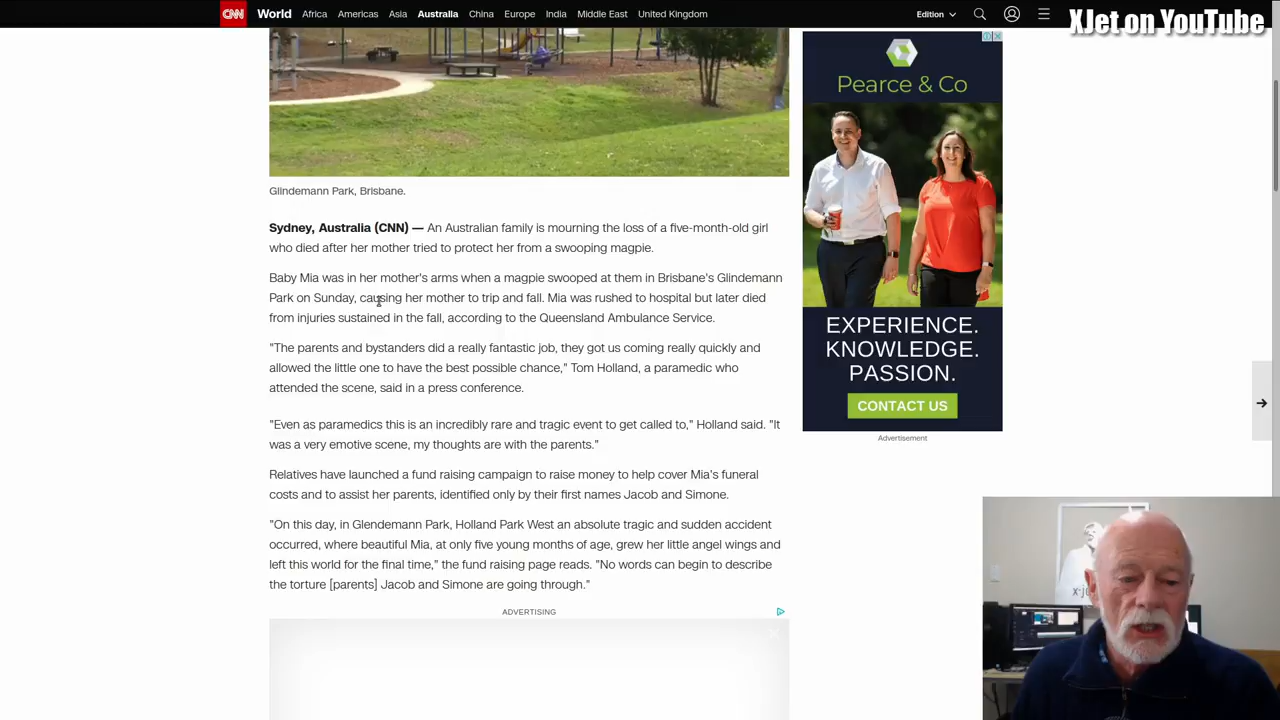 CNN World Africa Americas Asia Australia China Europe India Middle East United Kingdom Edition
XJet on YouTube
Glindemann Park, Brisbane.
Sydney, Australia (CNN) — An Australian family is mourning the loss of a five-month-old girl
who died after her mother tried to protect her from a swooping magpie.
Baby Mia was in her mother's arms when a magpie swooped at them in Brisbane's Glindemann
Park on Sunday, causing her mother to trip and fall. Mia was rushed to hospital but later died
from injuries sustained in the fall, according to the Queensland Ambulance Service.
"The parents and bystanders did a really fantastic job, they got us coming really quickly and
allowed the little one to have the best possible chance," Tom Holland, a paramedic who
attended the scene, said in a press conference.
"Even as paramedics this is an incredibly rare and tragic event to get called to," Holland said. "It
was a very emotive scene, my thoughts are with the parents."
Relatives have launched a fund raising campaign to raise money to help cover Mia's funeral
costs and to assist her parents, identified only by their first names Jacob and Simone.
"On this day, in Glendemann Park, Holland Park West an absolute tragic and sudden accident
occurred, where beautiful Mia, at only five young months of age, grew her little angel wings and
left this world for the final time," the fund raising page reads. "No words can begin to describe
the torture [parents] Jacob and Simone are going through."
ADVERTISING
Pearce & Co
EXPERIENCE.
KNOWLEDGE.
PASSION.
CONTACT US
Advertisement